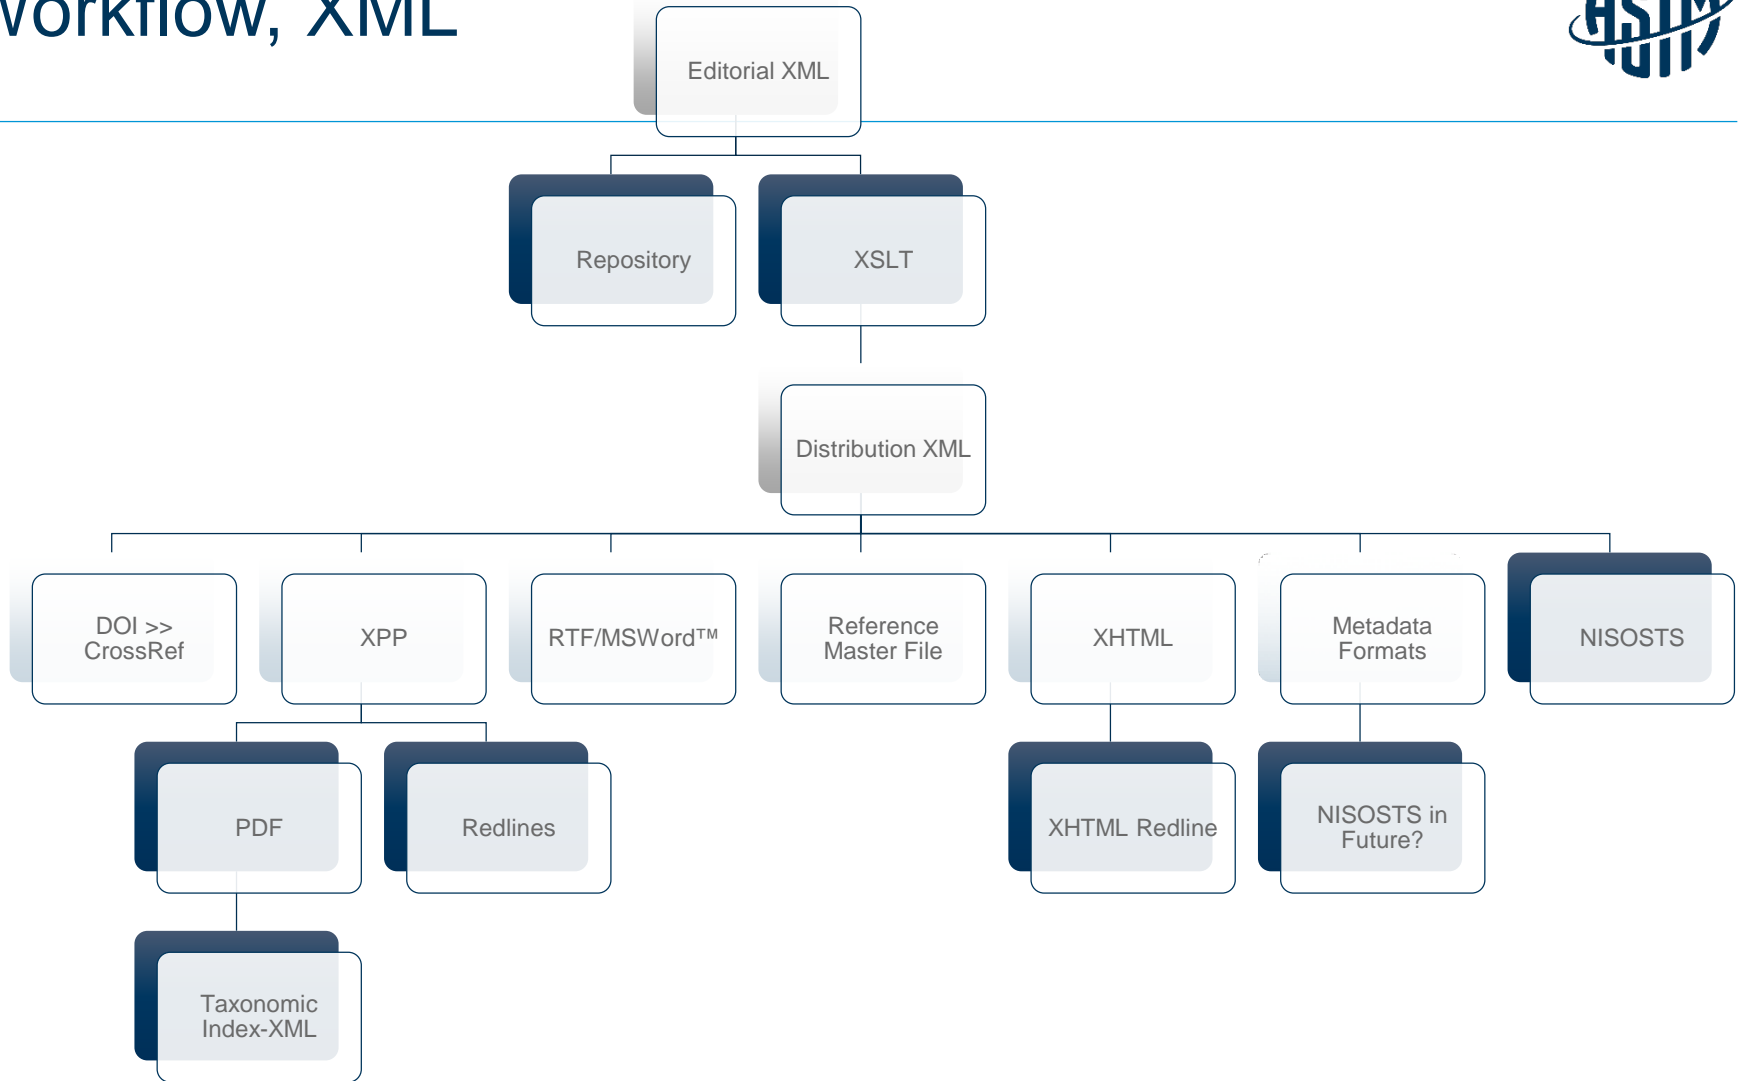 Workflow, XML
ASTM
Editorial XML
Repository
XSLT
Distribution XML
DOI >>
CrossRef
XPP
RTF/MSWord™
Reference
Master File
XHTML
Metadata
Formats
NISOSTS
PDF
Redlines
XHTML Redline
NISOSTS in
Future?
Taxonomic
Index-XML